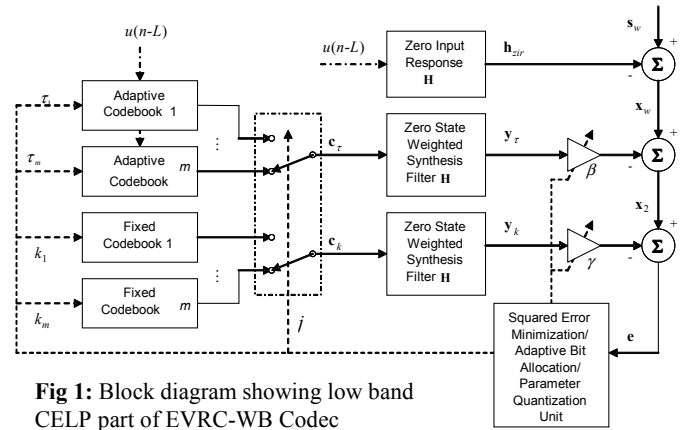 u(n-L)
s_w
+
u(n-L)
Zero Input
Response
H
h_zir
-
Σ
τ_1
Adaptive
Codebook 1
x_w
...
τ_m
Adaptive
Codebook m
c_τ
Zero State
Weighted
Synthesis
Filter H
y_τ
β
+
-
Σ
x_2
k_1
Fixed
Codebook 1
c_k
Zero State
Weighted
Synthesis
Filter H
y_k
γ
+
-
Σ
...
k_m
Fixed
Codebook m
j
Squared Error
Minimization/
Adaptive Bit
Allocation/
Parameter
Quantization
Unit
e
Fig 1: Block diagram showing low band
CELP part of EVRC-WB Codec